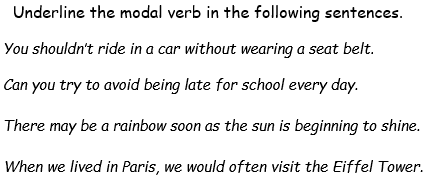 Underline the modal verb in the following sentences.
You shouldn't ride in a car without wearing a seat belt.
Can you try to avoid being late for school every day.
There may be a rainbow soon as the sun is beginning to shine.
When we lived in Paris, we would often visit the Eiffel Tower.